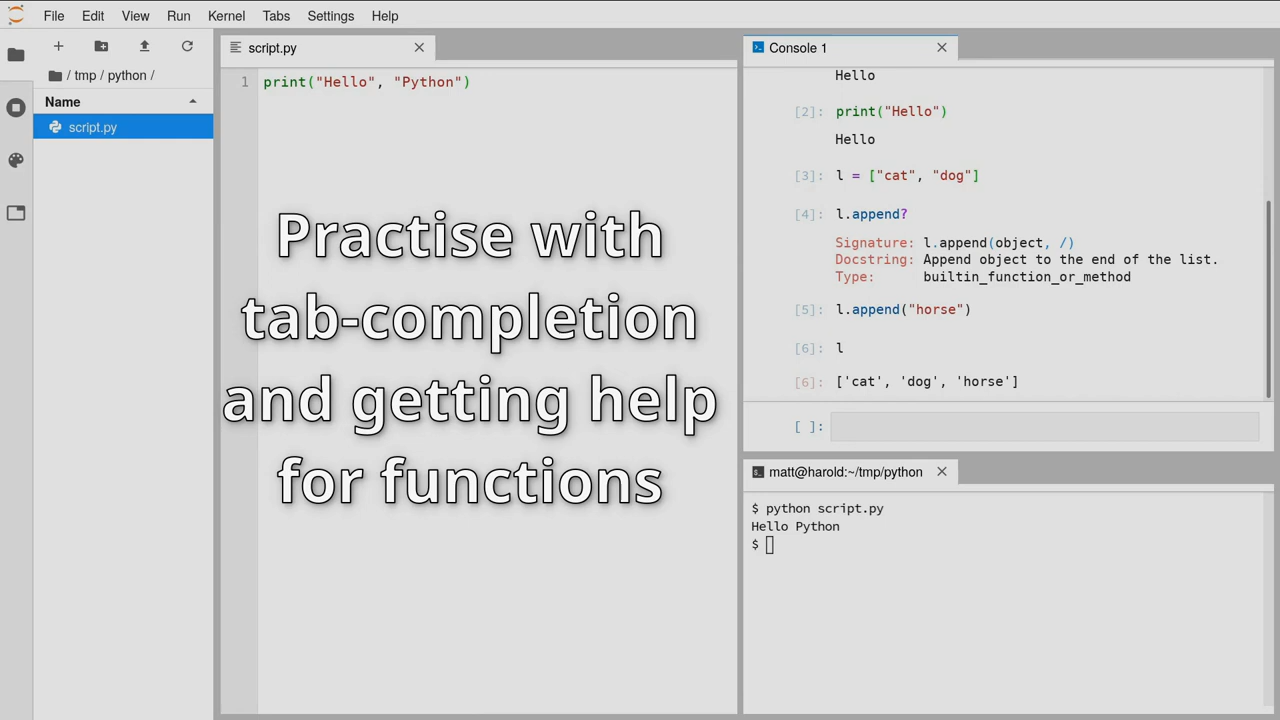 File Edit View Run Kernel Tabs Settings Help
/ tmp / python /
Name
script.py
script.py
1 print("Hello", "Python")
Practise with
tab-completion
and getting help
for functions
Console 1
Hello
[2]: print("Hello")
Hello
[3]: l = ["cat", "dog"]
[4]: l.append?
Signature: l.append(object, /)
Docstring: Append object to the end of the list.
Type: builtin_function_or_method
[5]: l.append("horse")
[6]: l
[6]: ['cat', 'dog', 'horse']
[ ]:
matt@harold:~/tmp/python
$ python script.py
Hello Python
$